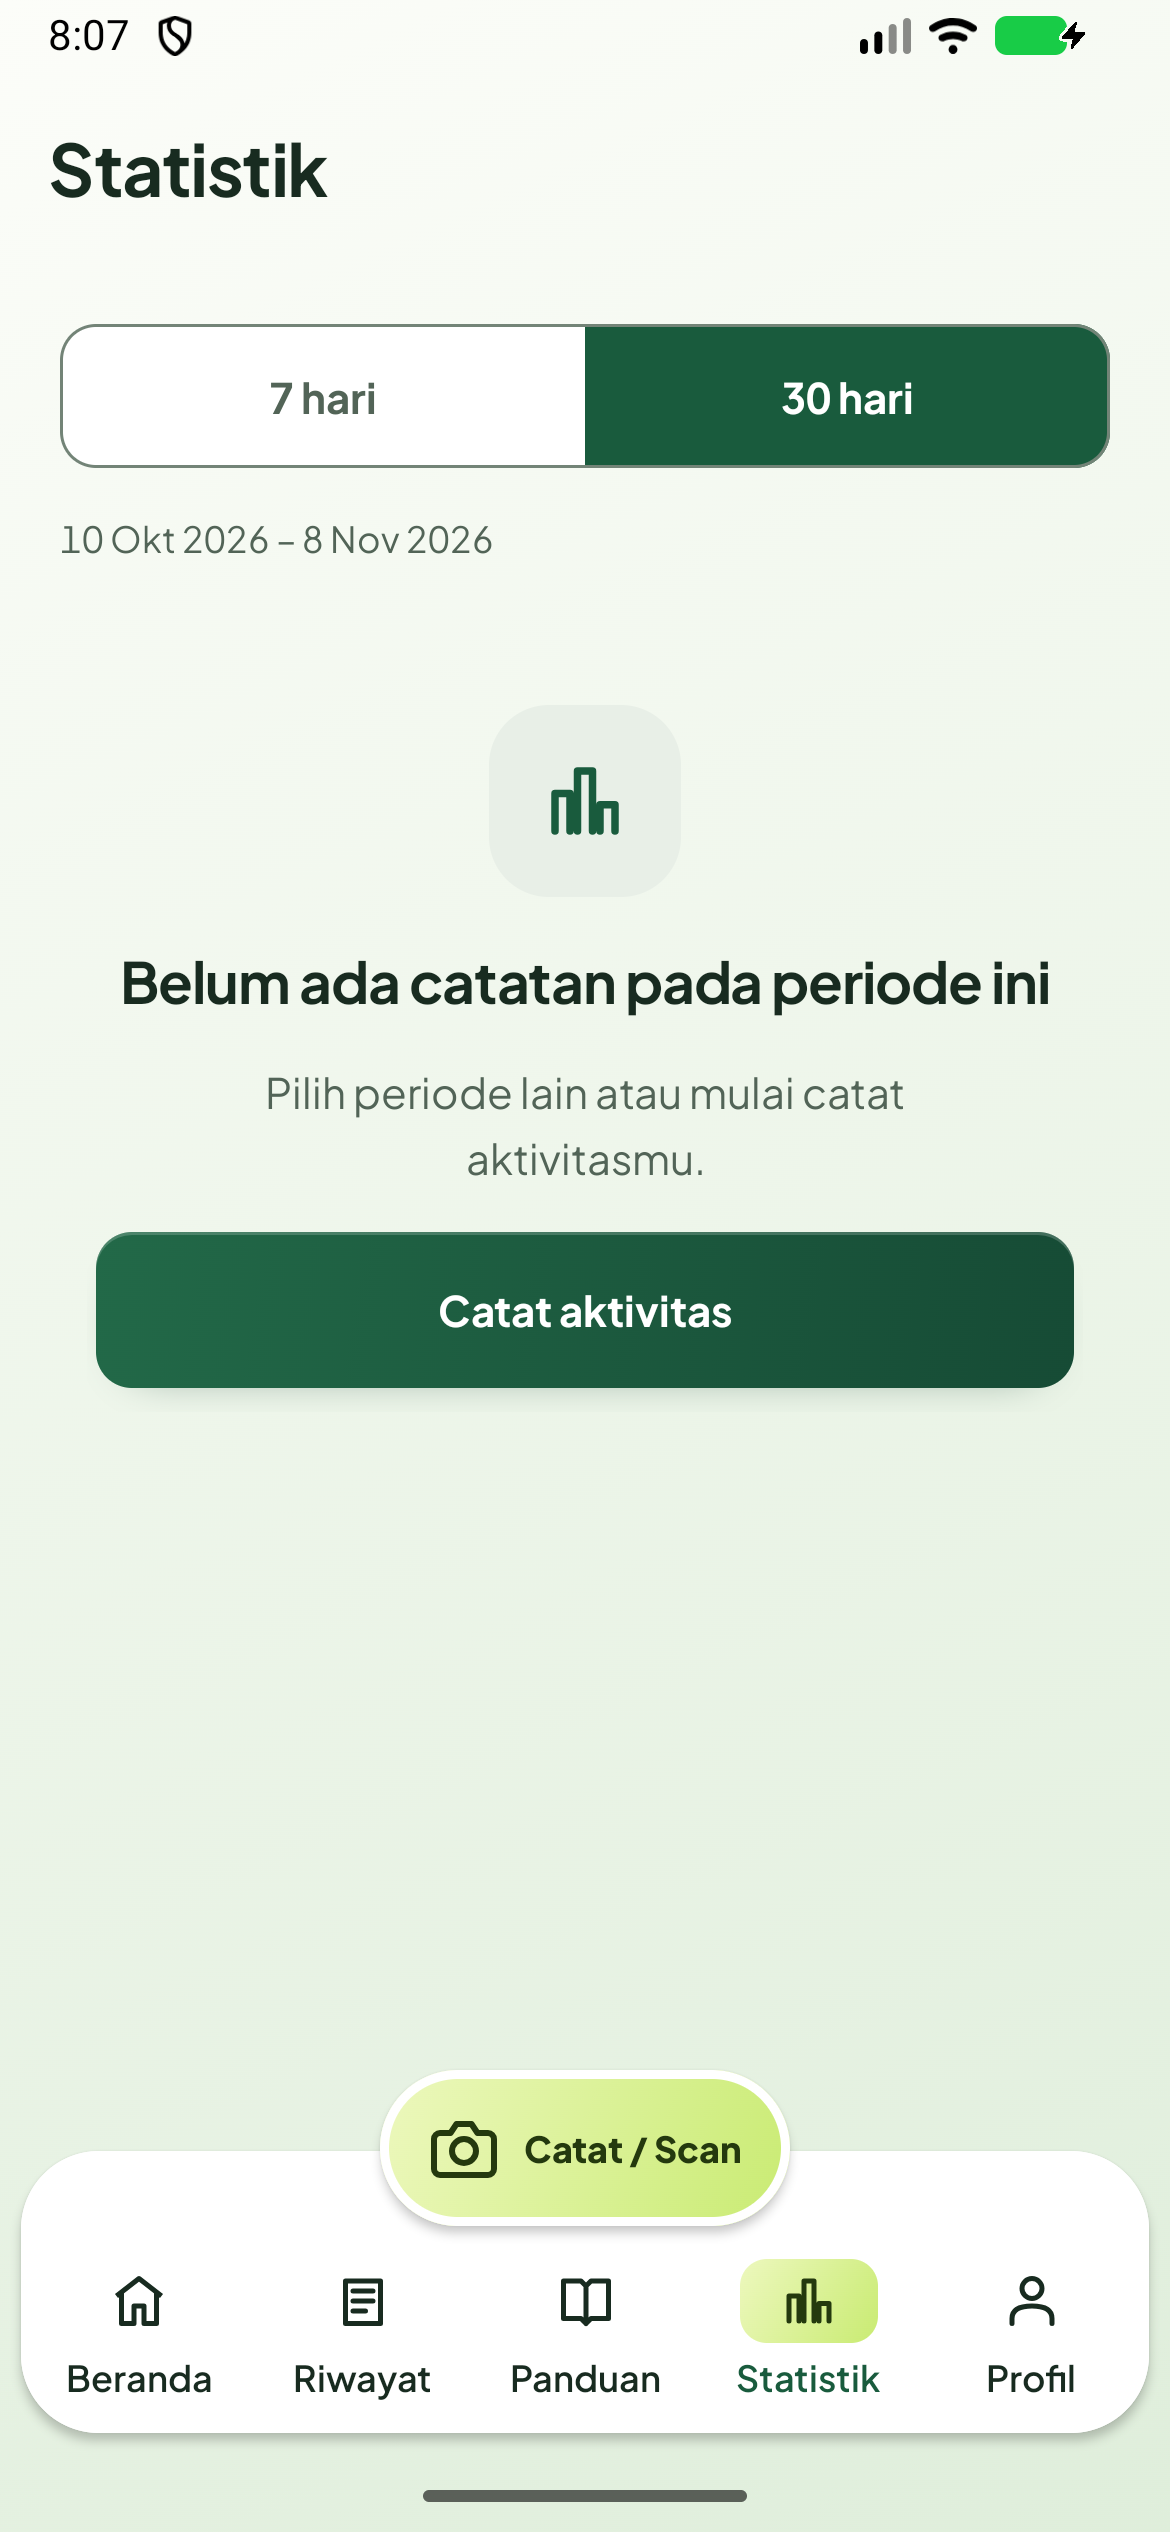 8:07
Statistik
7 hari
30 hari
10 Okt 2026 – 8 Nov 2026
Belum ada catatan pada periode ini
Pilih periode lain atau mulai catat
aktivitasmu.
Catat aktivitas
Catat / Scan
Beranda
Riwayat
Panduan
Statistik
Profil